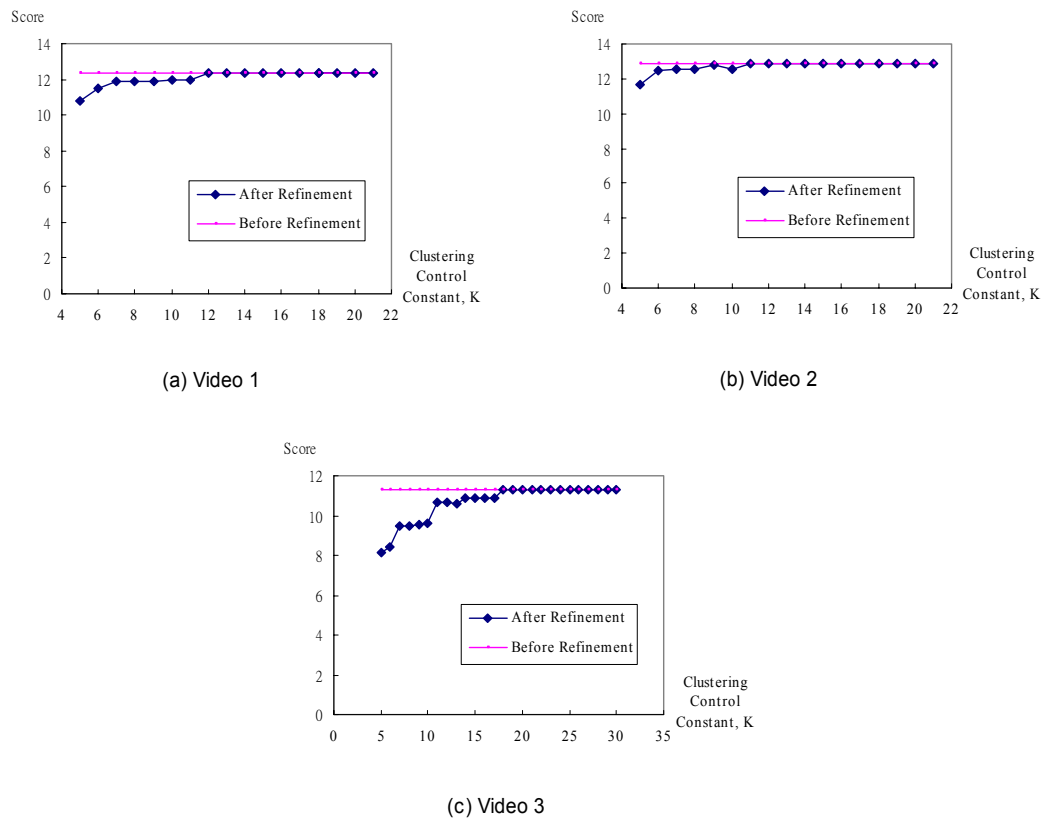 Score
14
12
10
8
6
4
2
0
After Refinement
Before Refinement
Clustering
Control
Constant, K
4 6 8 10 12 14 16 18 20 22
(a) Video 1
Score
14
12
10
8
6
4
2
0
After Refinement
Before Refinement
Clustering
Control
Constant, K
4 6 8 10 12 14 16 18 20 22
(b) Video 2
Score
12
10
8
6
4
2
0
After Refinement
Before Refinement
Clustering
Control
Constant, K
0 5 10 15 20 25 30 35
(c) Video 3